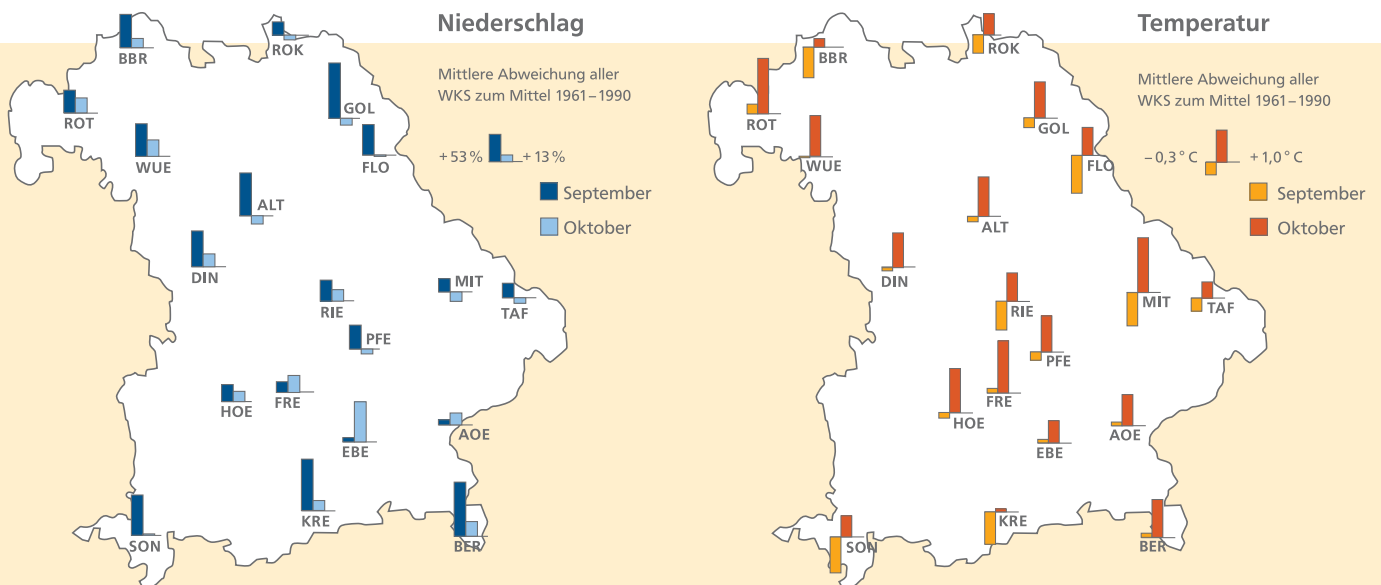 Niederschlag
Mittlere Abweichung aller
WKS zum Mittel 1961–1990
+ 53 % + 13 %
September
Oktober
BBR
ROK
ROT
GOL
WUE
FLO
ALT
DIN
MIT
RIE
TAF
PFE
HOE
FRE
EBE
AOE
KRE
SON
BER
Temperatur
Mittlere Abweichung aller
WKS zum Mittel 1961–1990
– 0,3 ° C + 1,0 ° C
September
Oktober
ROK
BBR
ROT
GOL
WUE
FLO
ALT
DIN
MIT
RIE
TAF
PFE
FRE
HOE
AOE
EBE
KRE
SON
BER